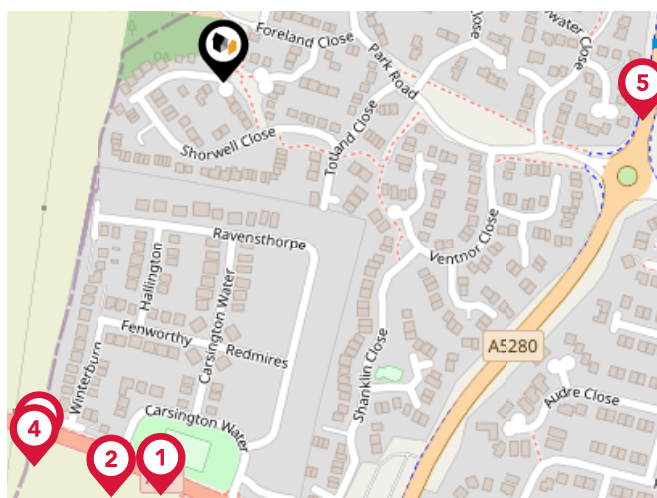 Foreland Close
water Close
Park Road
5
Shorwell Close
Totland Close
Ravensthorpe
Ventnor Close
Hallington
Carsington Water
Fenworthy
Redmires
A5280
Winterburn
Shanklin Close
Audre Close
Carsington Water
4
2
1